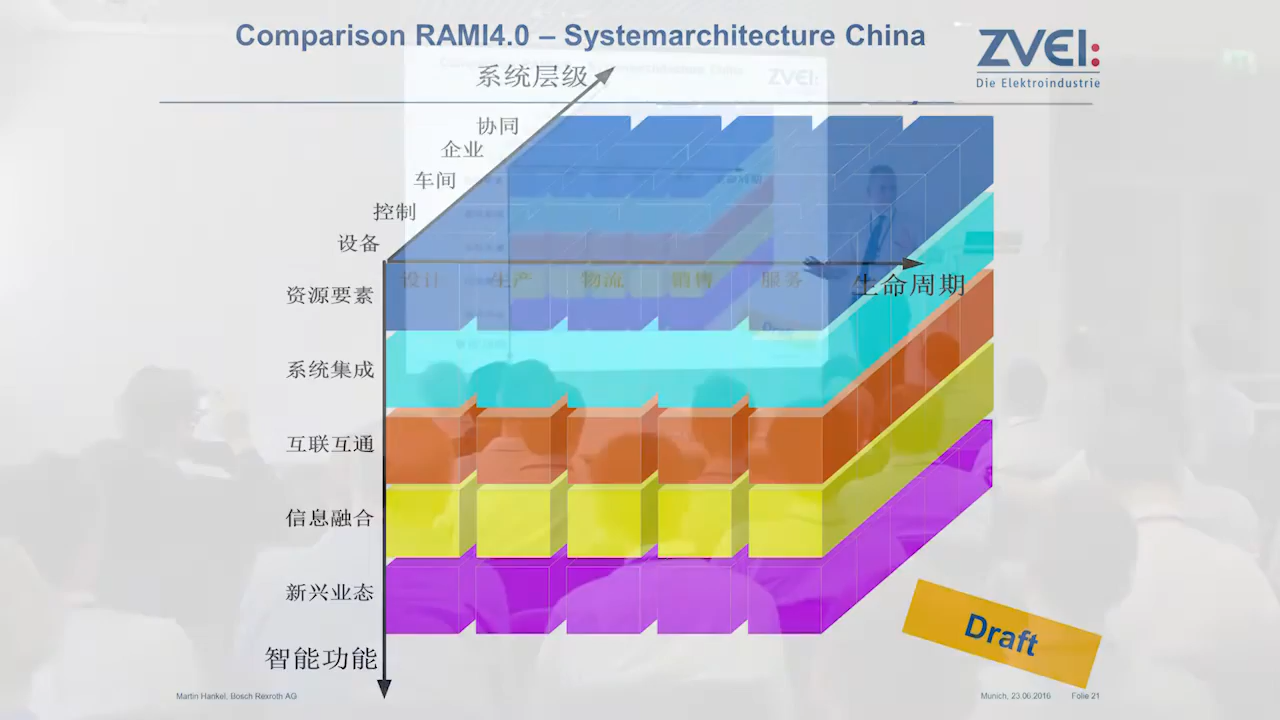 Comparison RAMI4.0 – Systemarchitecture China
ZVEI:
Die Elektroindustrie
系统层级
协同
企业
车间
控制
设备
设计
生产
物流
销售
服务
生命周期
资源要素
系统集成
互联互通
信息融合
新兴业态
智能功能
Draft
Martin Hankel, Bosch Rexroth AG
Munich, 23.06.2016
Folie 21